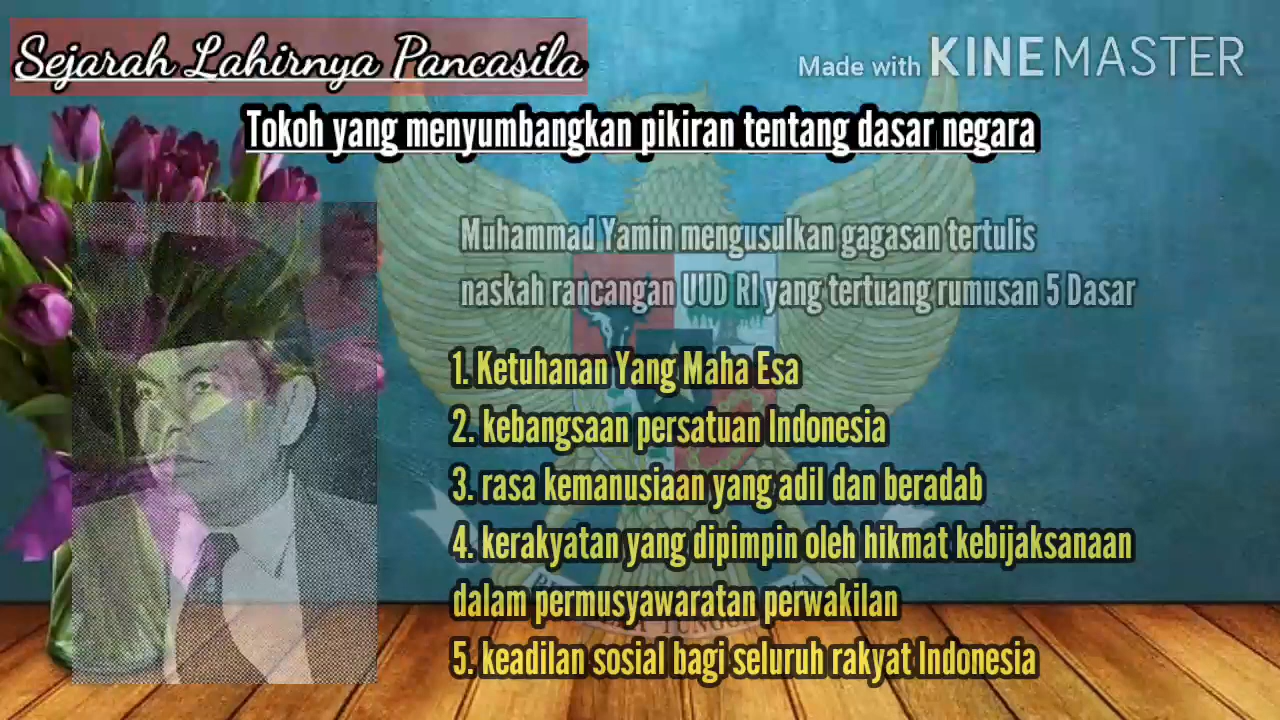 Sejarah Lahirnya Pancasila
Made with KINEMASTER
Tokoh yang menyumbangkan pikiran tentang dasar negara
Muhammad Yamin mengusulkan gagasan tertulis
naskah rancangan UUD RI yang tertuang rumusan 5 Dasar
1. Ketuhanan Yang Maha Esa
2. kebangsaan persatuan Indonesia
3. rasa kemanusiaan yang adil dan beradab
4. kerakyatan yang dipimpin oleh hikmat kebijaksanaan
dalam permusyawaratan perwakilan
5. keadilan sosial bagi seluruh rakyat Indonesia